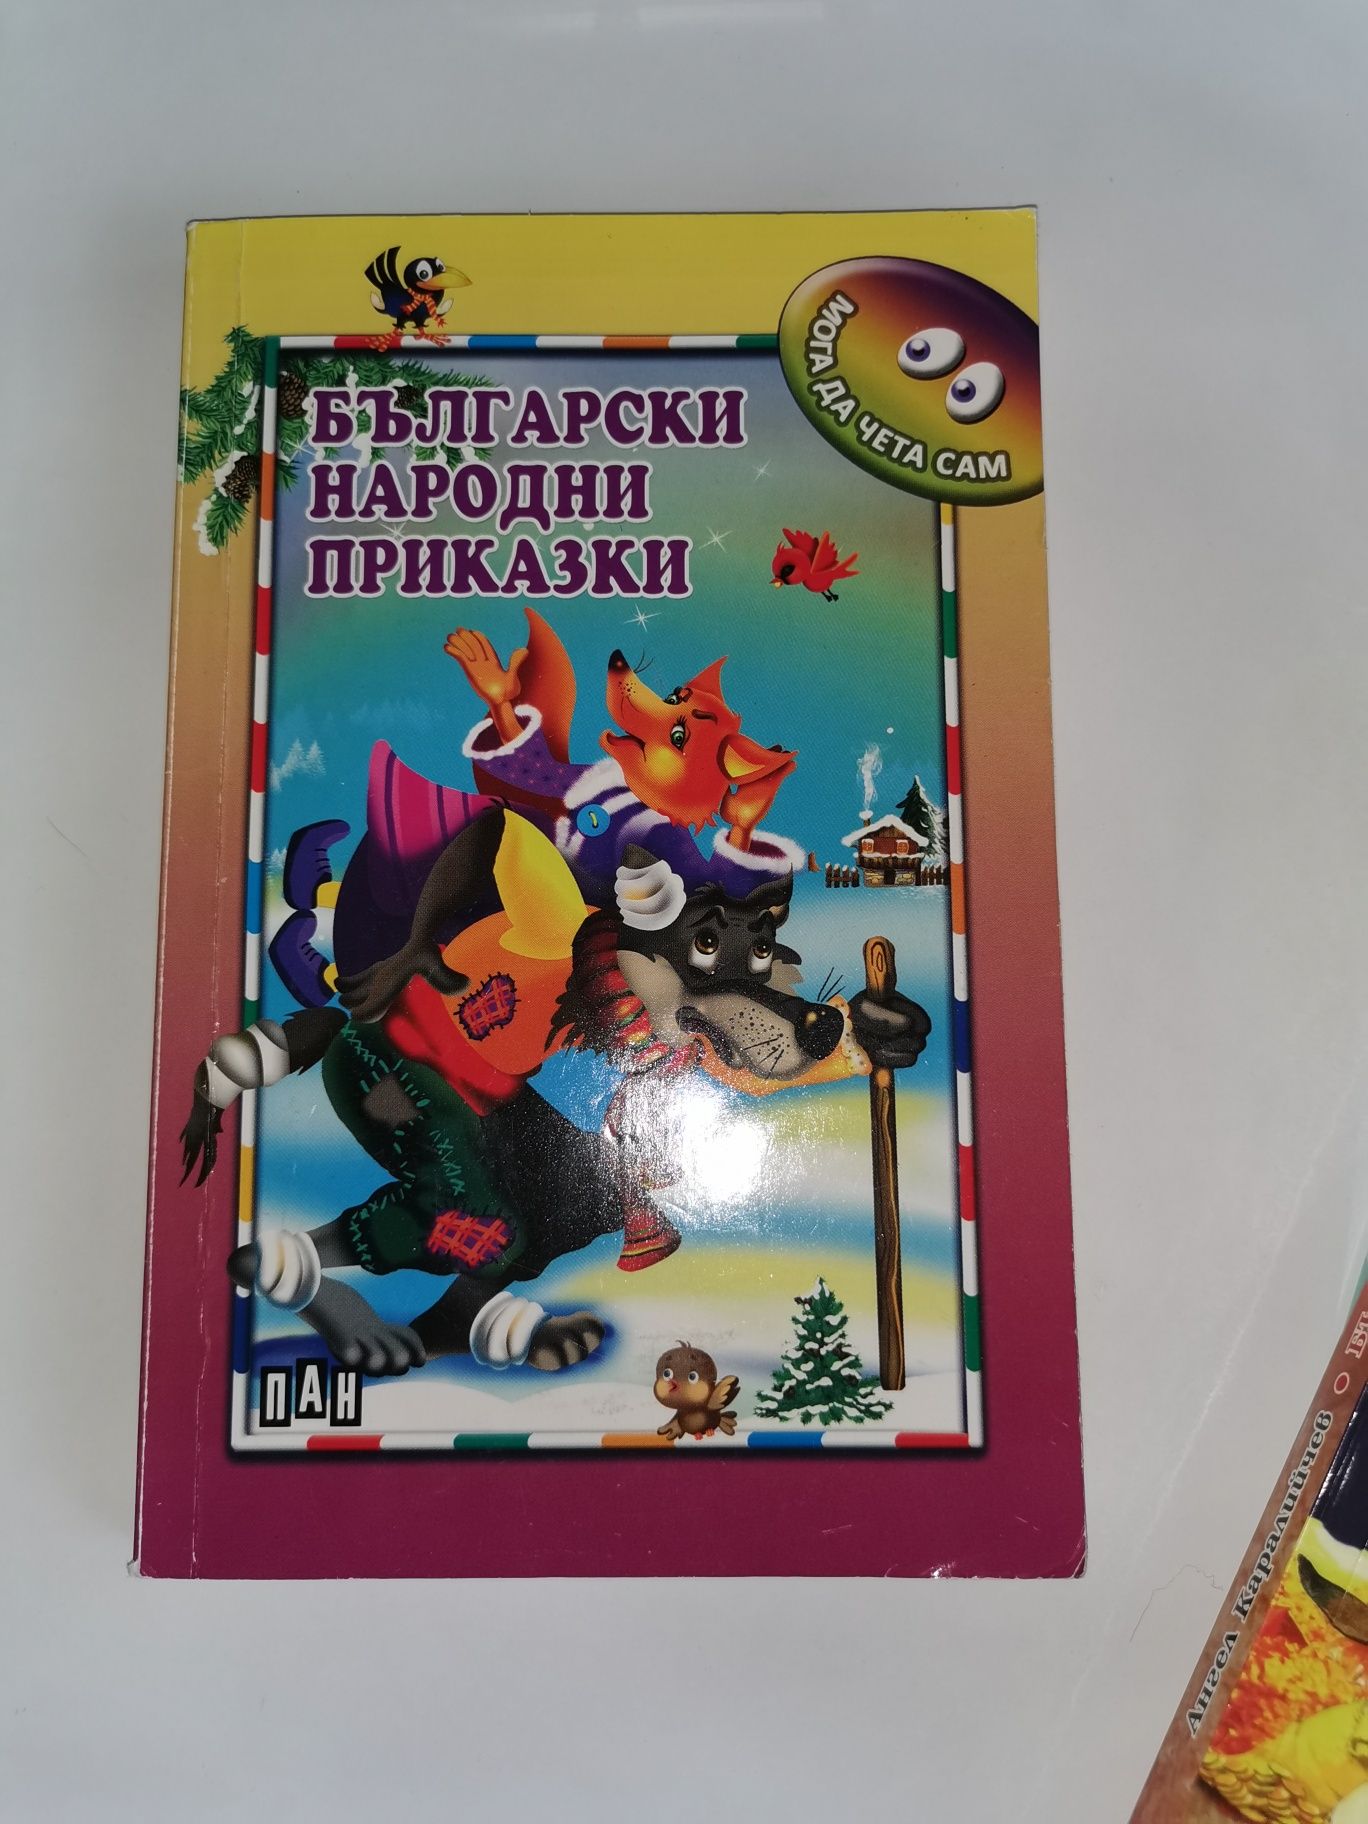 МОГА ДА ЧЕТА САМ
БЪЛГАРСКИ
НАРОДНИ
ПРИКАЗКИ
ПАН
Ангел Каралийчев